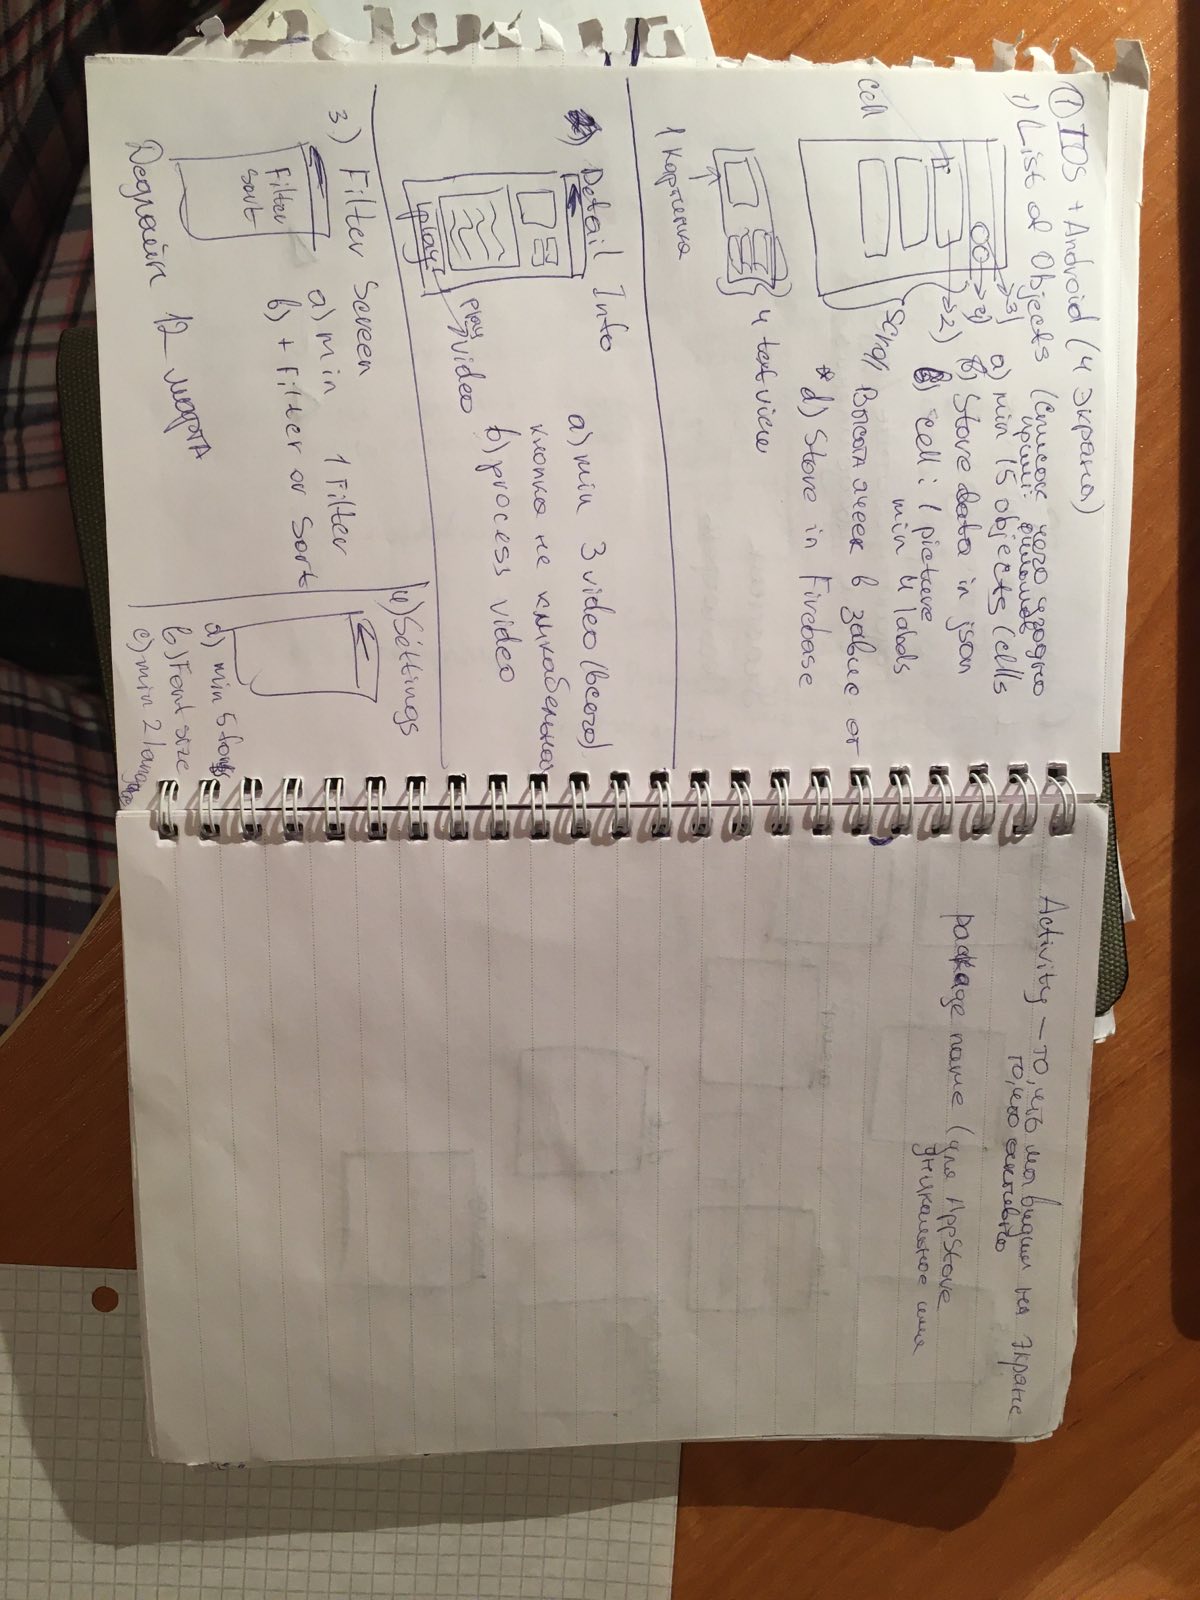 ① IOS + Android (4 экрана)
1) List of Objects (Список чего угодно
прим: фильмов
3)
4)
2)
scroll
cell
a) min 15 objects (cells
b) Store data in json
cell: 1 picture
min 4 labels
Высота ячеек в завис от
* d) Store in Firebase
4 text view
1 Картинка
Detail Info
a) min 3 video (всего)
кнопка не кликабельна
b) process video
play
video
play
3) Filter Screen
Filter
Sort
a) min 1 Filter
b) + Filter or Sort
Дедлайн 12 марта
4) Settings
a) min 5 fonts
b) Font size
c) min 2 language
Activity – то, что мы видим на экране
то, что активно
package name (для AppStore
уникальное имя